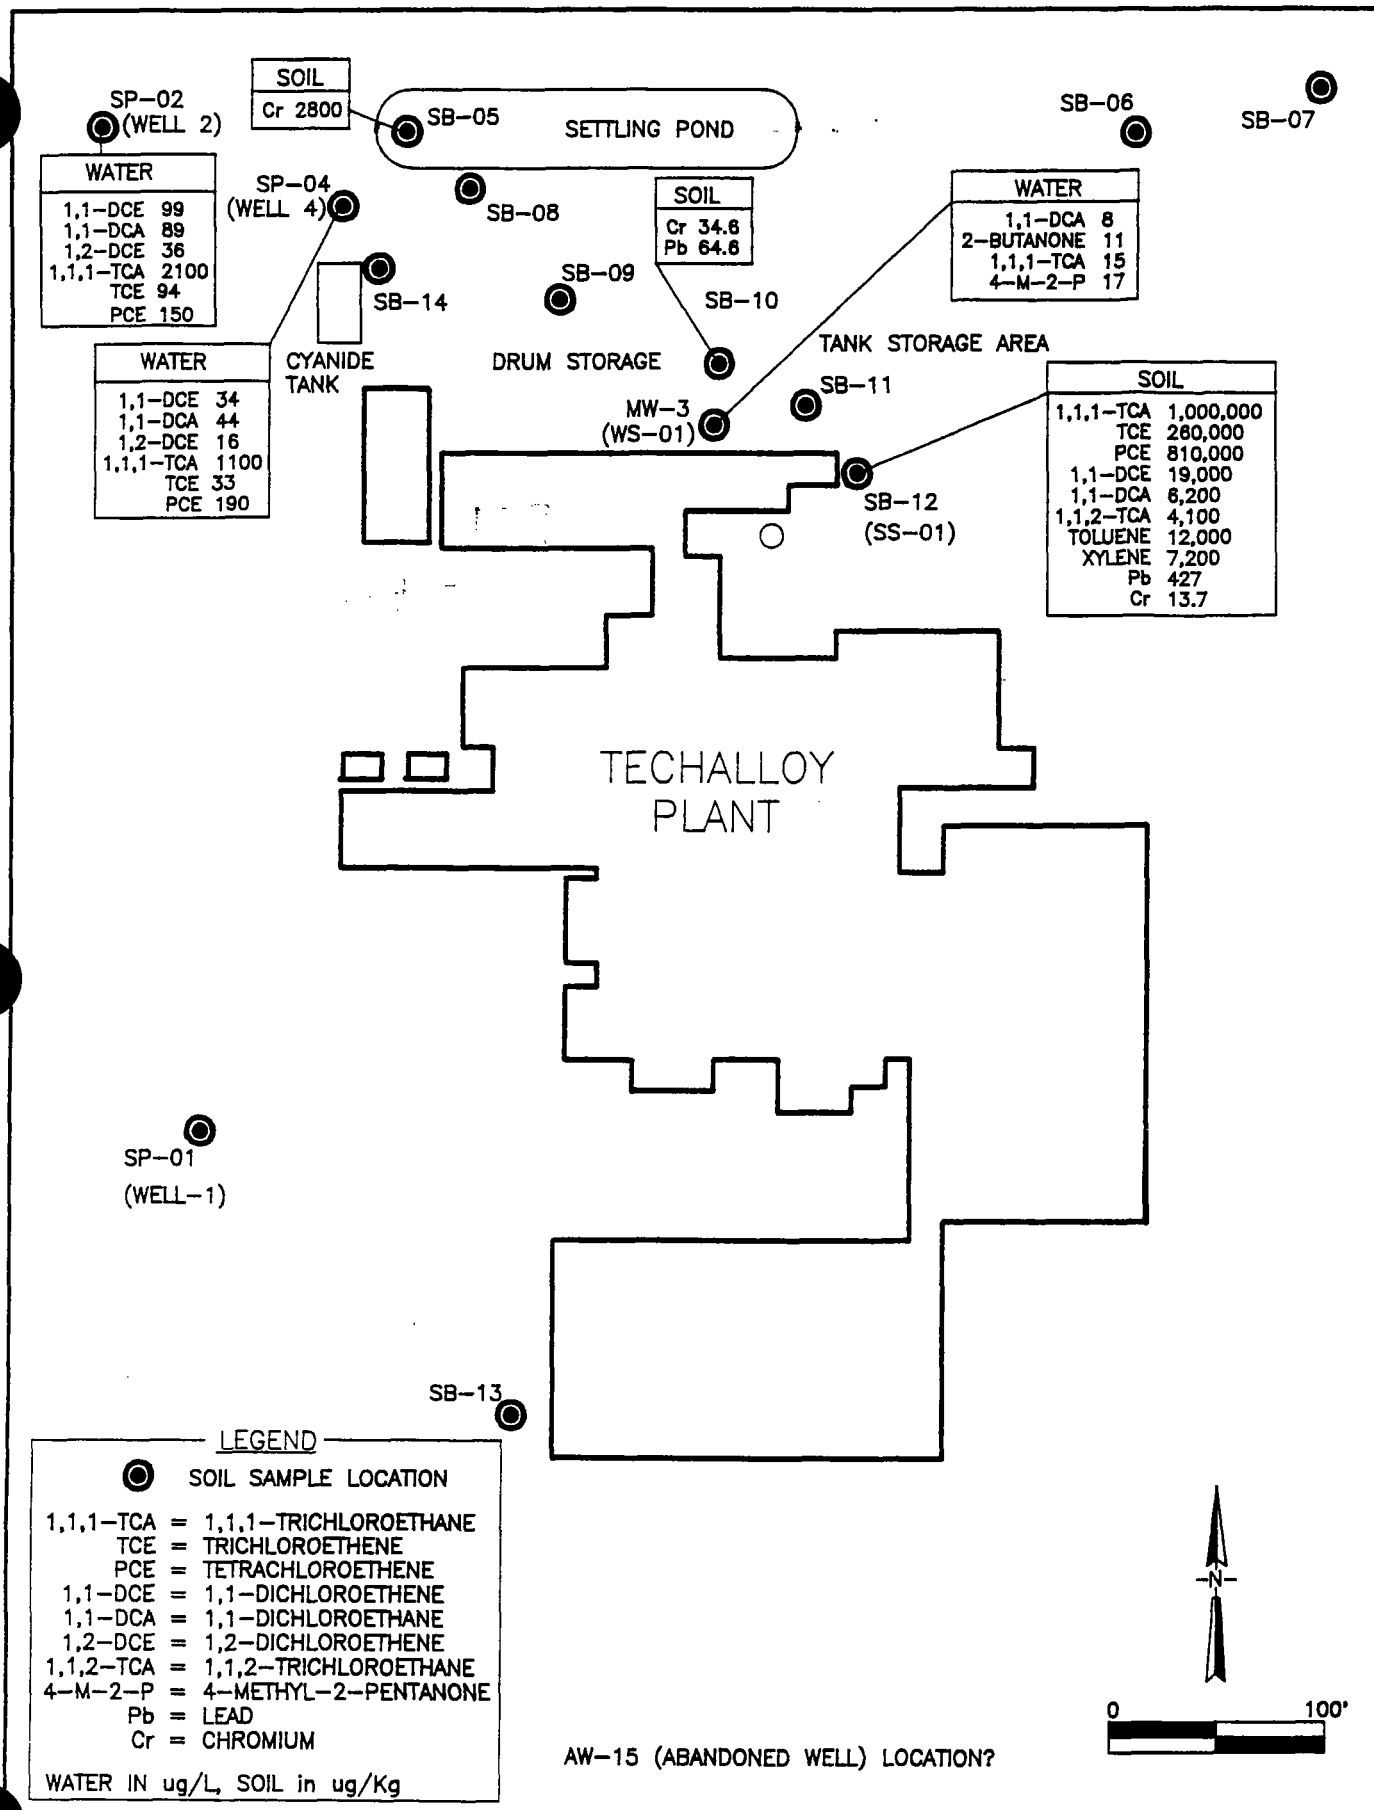 SP-02
(WELL 2)
WATER
1,1-DCE 99
1,1-DCA 89
1,2-DCE 36
1,1,1-TCA 2100
TCE 94
PCE 150
SOIL
Cr 2800
SB-05
SETTLING POND
SB-06
SB-07
SP-04
(WELL 4)
SB-08
SOIL
Cr 34.6
Pb 64.6
WATER
1,1-DCA 8
2-BUTANONE 11
1,1,1-TCA 15
4-M-2-P 17
SB-14
SB-09
SB-10
WATER
1,1-DCE 34
1,1-DCA 44
1,2-DCE 16
1,1,1-TCA 1100
TCE 33
PCE 190
CYANIDE
TANK
DRUM STORAGE
TANK STORAGE AREA
SB-11
MW-3
(WS-01)
SOIL
1,1,1-TCA 1,000,000
TCE 260,000
PCE 810,000
1,1-DCE 19,000
1,1-DCA 6,200
1,1,2-TCA 4,100
TOLUENE 12,000
XYLENE 7,200
Pb 427
Cr 13.7
SB-12
(SS-01)
TECHALLOY
PLANT
SP-01
(WELL-1)
SB-13
LEGEND
SOIL SAMPLE LOCATION
1,1,1-TCA = 1,1,1-TRICHLOROETHANE
TCE = TRICHLOROETHENE
PCE = TETRACHLOROETHENE
1,1-DCE = 1,1-DICHLOROETHENE
1,1-DCA = 1,1-DICHLOROETHANE
1,2-DCE = 1,2-DICHLOROETHENE
1,1,2-TCA = 1,1,2-TRICHLOROETHANE
4-M-2-P = 4-METHYL-2-PENTANONE
Pb = LEAD
Cr = CHROMIUM
WATER IN ug/L, SOIL in ug/Kg
AW-15 (ABANDONED WELL) LOCATION?
-N-
0 100'